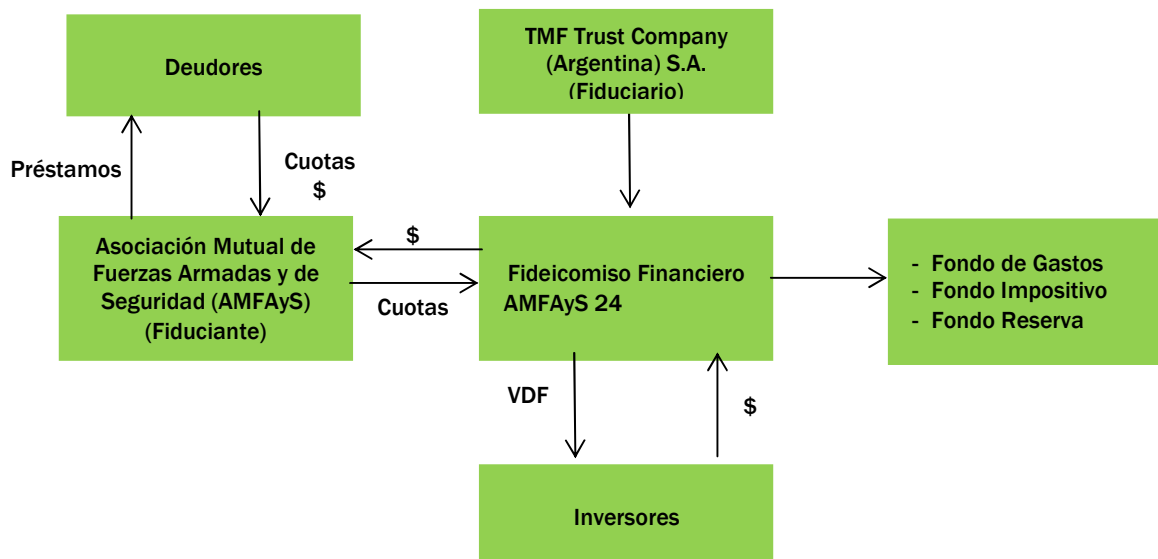 Deudores
TMF Trust Company
(Argentina) S.A.
(Fiduciario)
Préstamos
Cuotas
$
Asociación Mutual de
Fuerzas Armadas y de
Seguridad (AMFAyS)
(Fiduciante)
$
Cuotas
Fideicomiso Financiero
AMFAyS 24
- Fondo de Gastos
- Fondo Impositivo
- Fondo Reserva
VDF
$
Inversores